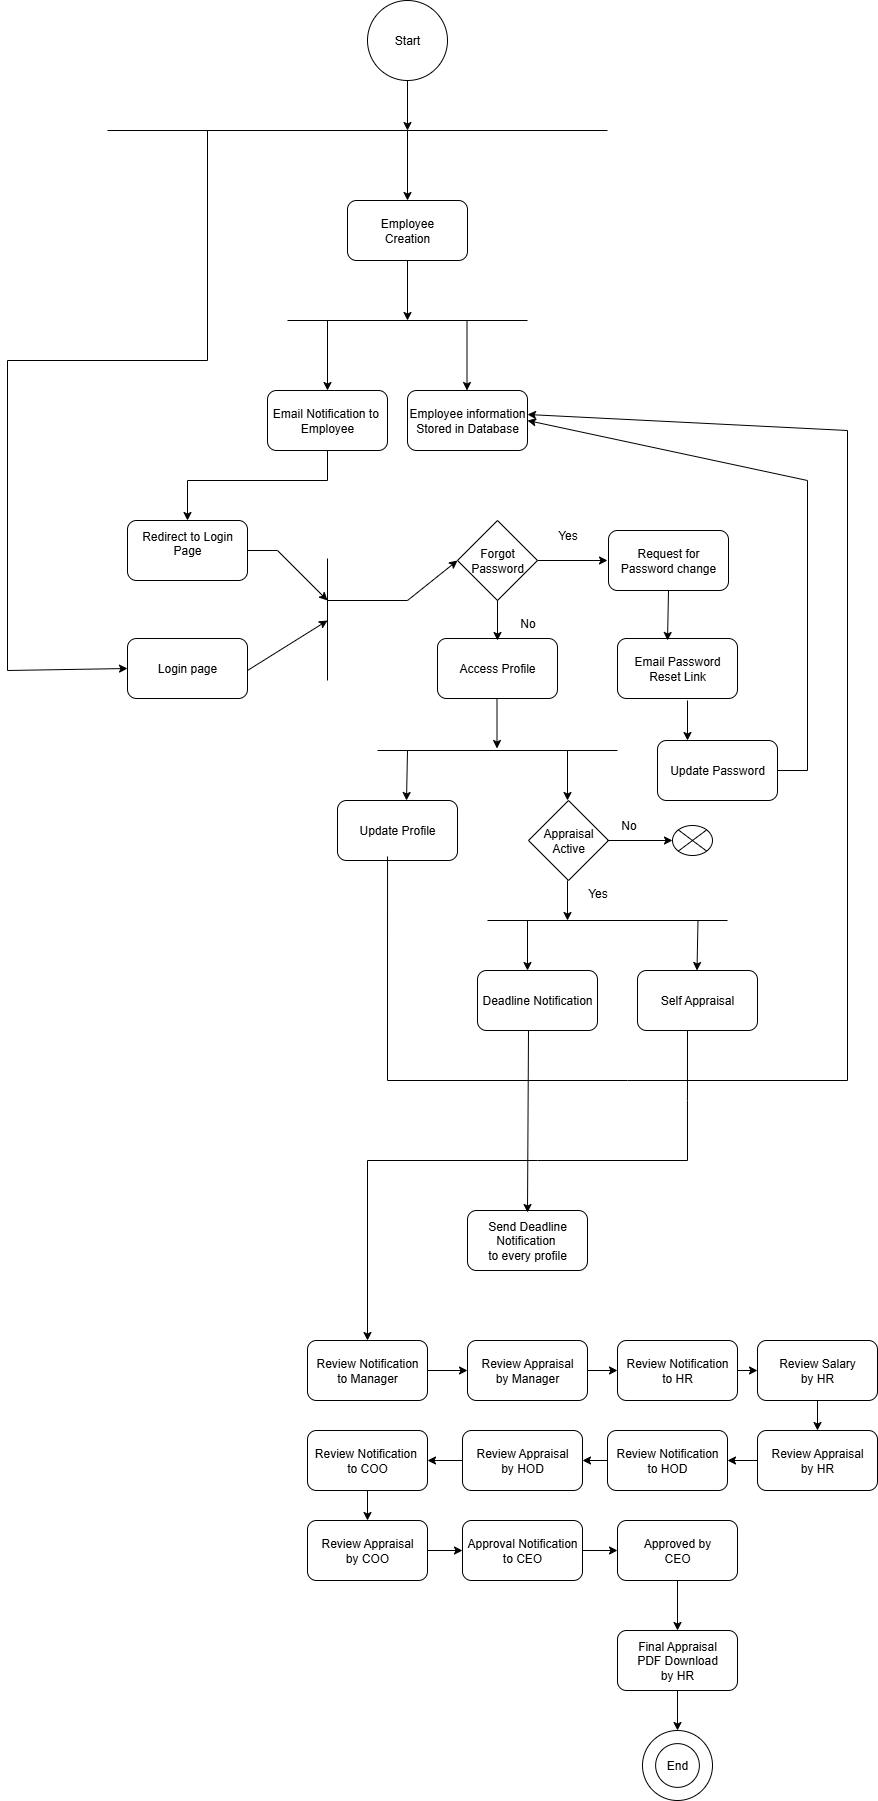 Start
Employee
Creation
Email Notification to
Employee
Employee information
Stored in Database
Redirect to Login
Page
Forgot
Password
Yes
Request for
Password change
No
Login page
Access Profile
Email Password
Reset Link
Update Password
Update Profile
Appraisal
Active
No
Yes
Deadline Notification
Self Appraisal
Send Deadline
Notification
to every profile
Review Notification
to Manager
Review Appraisal
by Manager
Review Notification
to HR
Review Salary
by HR
Review Notification
to COO
Review Appraisal
by HOD
Review Notification
to HOD
Review Appraisal
by HR
Review Appraisal
by COO
Approval Notification
to CEO
Approved by
CEO
Final Appraisal
PDF Download
by HR
End